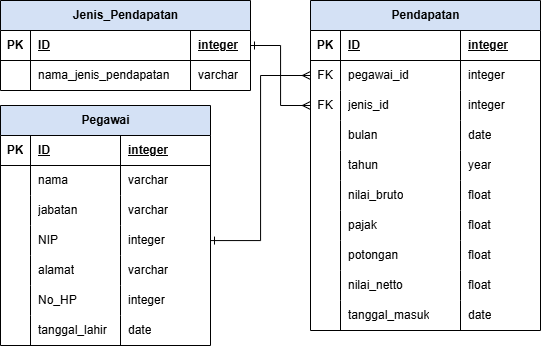 Jenis_Pendapatan
PK ID integer
nama_jenis_pendapatan varchar
Pegawai
PK ID integer
nama varchar
jabatan varchar
NIP integer
alamat varchar
No_HP integer
tanggal_lahir date
Pendapatan
PK ID integer
FK pegawai_id integer
FK jenis_id integer
bulan date
tahun year
nilai_bruto float
pajak float
potongan float
nilai_netto float
tanggal_masuk date